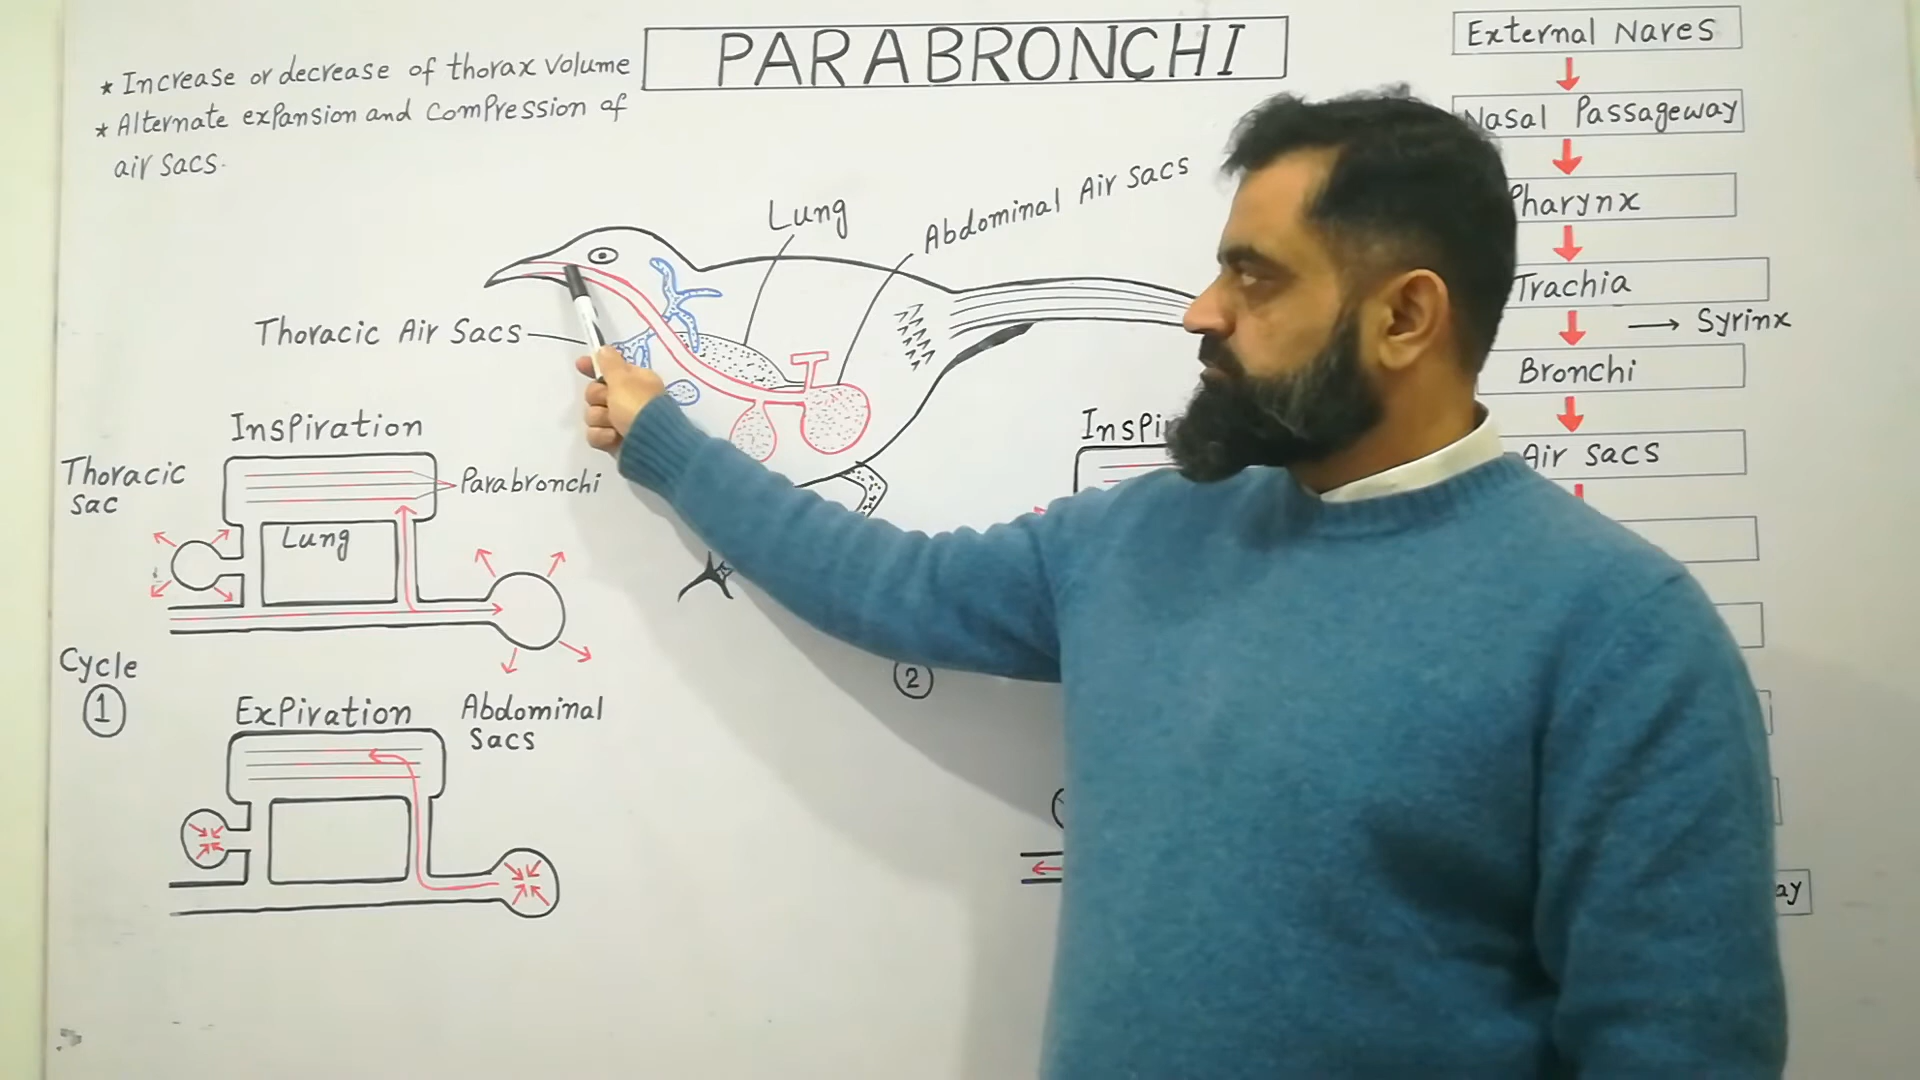 PARABRONCHI
* Increase or decrease of thorax volume
* Alternate expansion and compression of
air sacs.
Lung
Abdominal Air sacs
Thoracic Air Sacs
Inspiration
Thoracic
sac
Parabronchi
Lung
Cycle
1
Expiration
Abdominal
Sacs
2
External Nares
Nasal Passageway
Pharynx
Trachia
Syrinx
Bronchi
Air sacs